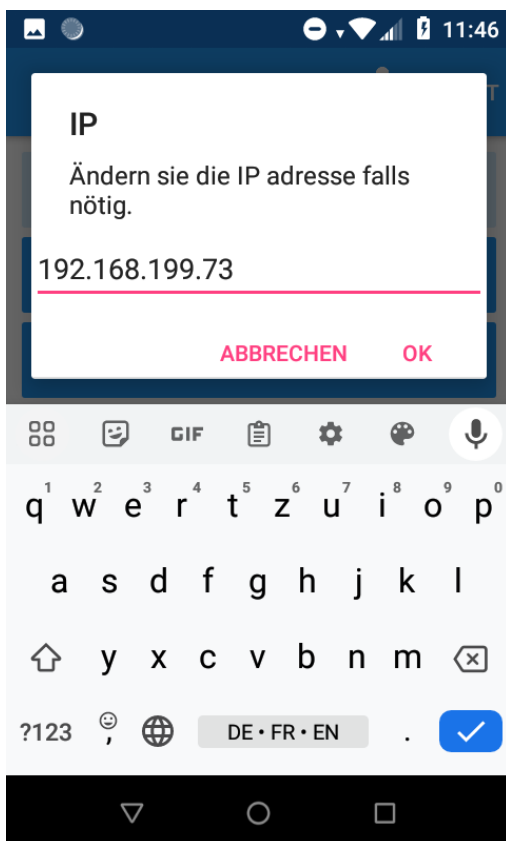 11:46
T
IP
Ändern sie die IP adresse falls
nötig.
192.168.199.73
ABBRECHEN OK
GIF
1 2 3 4 5 6 7 8 9 0
q w e r t z u i o p
a s d f g h j k l
y x c v b n m
?123 , DE • FR • EN .